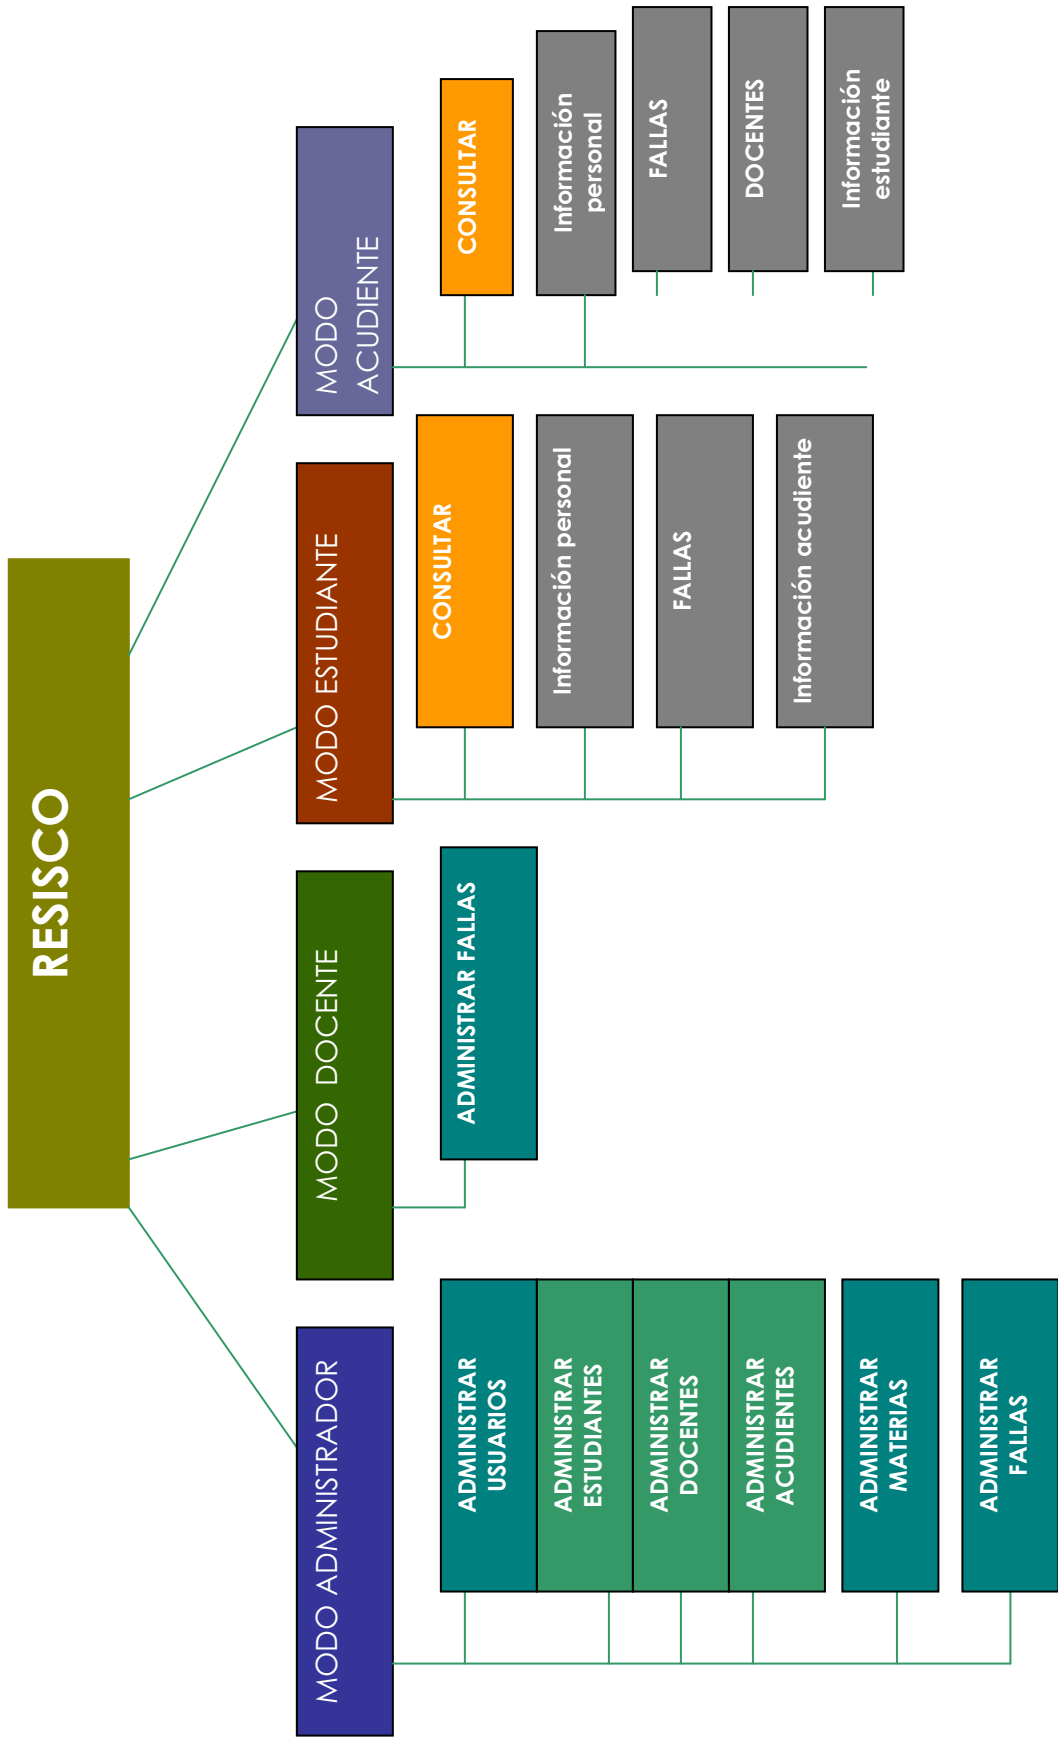 RESISCO
MODO ADMINISTRADOR
ADMINISTRAR
USUARIOS
ADMINISTRAR
ESTUDIANTES
ADMINISTRAR
DOCENTES
ADMINISTRAR
ACUDIENTES
ADMINISTRAR
MATERIAS
ADMINISTRAR
FALLAS
MODO DOCENTE
ADMINISTRAR FALLAS
MODO ESTUDIANTE
CONSULTAR
Información personal
FALLAS
Información acudiente
MODO
ACUDIENTE
CONSULTAR
Información
personal
FALLAS
DOCENTES
Información
estudiante